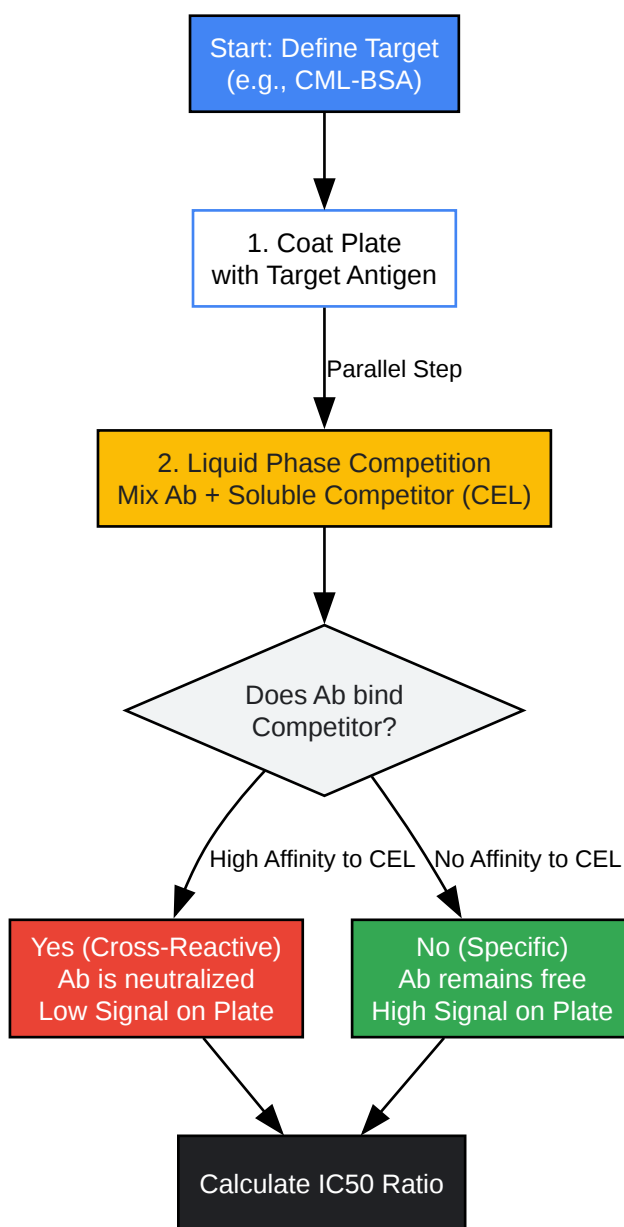 Start: Define Target
(e.g., CML-BSA)
1. Coat Plate
with Target Antigen
Parallel Step
2. Liquid Phase Competition
Mix Ab + Soluble Competitor (CEL)
Does Ab bind
Competitor?
High Affinity to CEL
No Affinity to CEL
Yes (Cross-Reactive)
Ab is neutralized
Low Signal on Plate
No (Specific)
Ab remains free
High Signal on Plate
Calculate IC50 Ratio